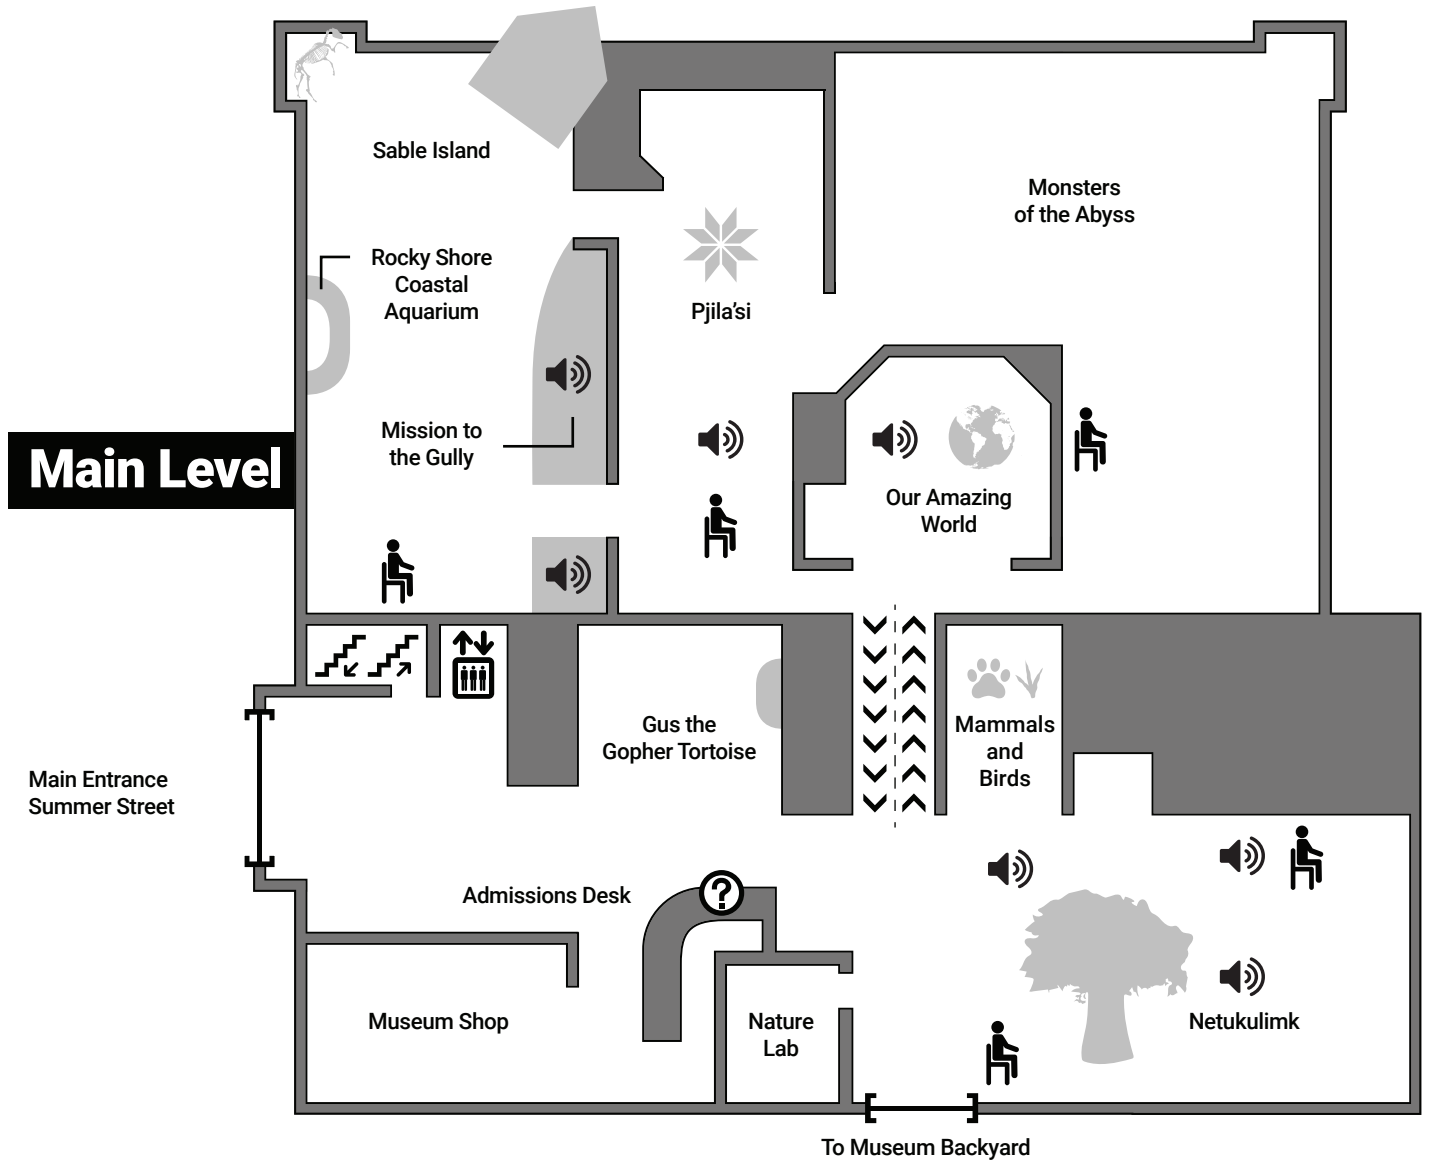 Sable Island
Monsters
of the Abyss
Rocky Shore
Coastal
Aquarium
Pjila’si
Mission to
the Gully
Main Level
Our Amazing
World
Gus the
Gopher Tortoise
Mammals
and
Birds
Main Entrance
Summer Street
Admissions Desk
?
Museum Shop
Nature
Lab
Netukulimk
To Museum Backyard